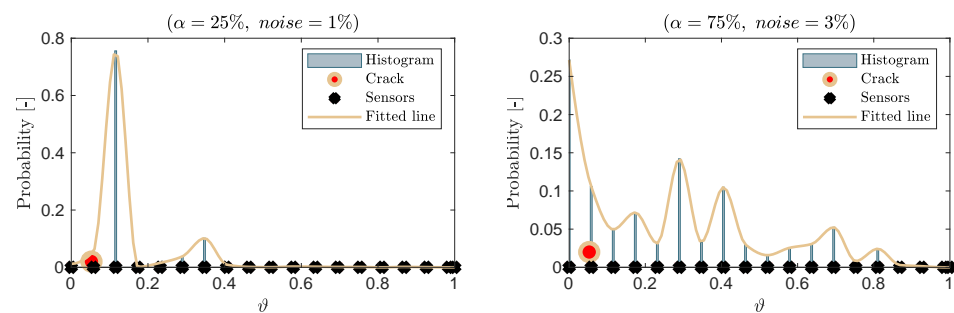 (α = 25%, noise = 1%)
0.8
0.6
0.4
0.2
0
Probability [-]
Histogram
Crack
Sensors
Fitted line
0 0.2 0.4 0.6 0.8 1
ϑ
(α = 75%, noise = 3%)
0.3
0.25
0.2
0.15
0.1
0.05
0
Probability [-]
Histogram
Crack
Sensors
Fitted line
0 0.2 0.4 0.6 0.8 1
ϑ